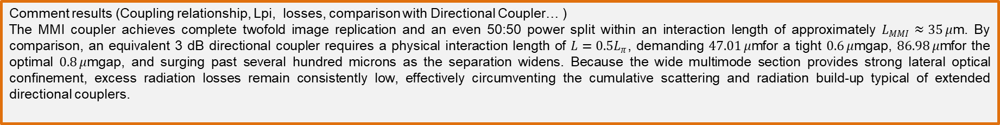 Comment results (Coupling relationship, Lpi,  losses, comparison with Directional Coupler… )
The MMI coupler achieves complete twofold image replication and an even 50:50 power split within an interaction length of approximately L_MMI ≈ 35 μm. By
comparison, an equivalent 3 dB directional coupler requires a physical interaction length of L = 0.5L_π, demanding 47.01 μmfor a tight 0.6 μmgap, 86.98 μmfor the
optimal 0.8 μmgap, and surging past several hundred microns as the separation widens. Because the wide multimode section provides strong lateral optical
confinement, excess radiation losses remain consistently low, effectively circumventing the cumulative scattering and radiation build-up typical of extended
directional couplers.